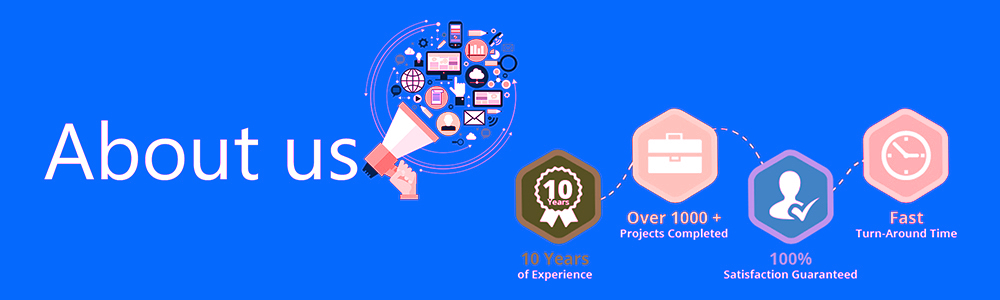 About us
10
Years
10 Years
of Experience
Over 1000 +
Projects Completed
100%
Satisfaction Guaranteed
Fast
Turn-Around Time